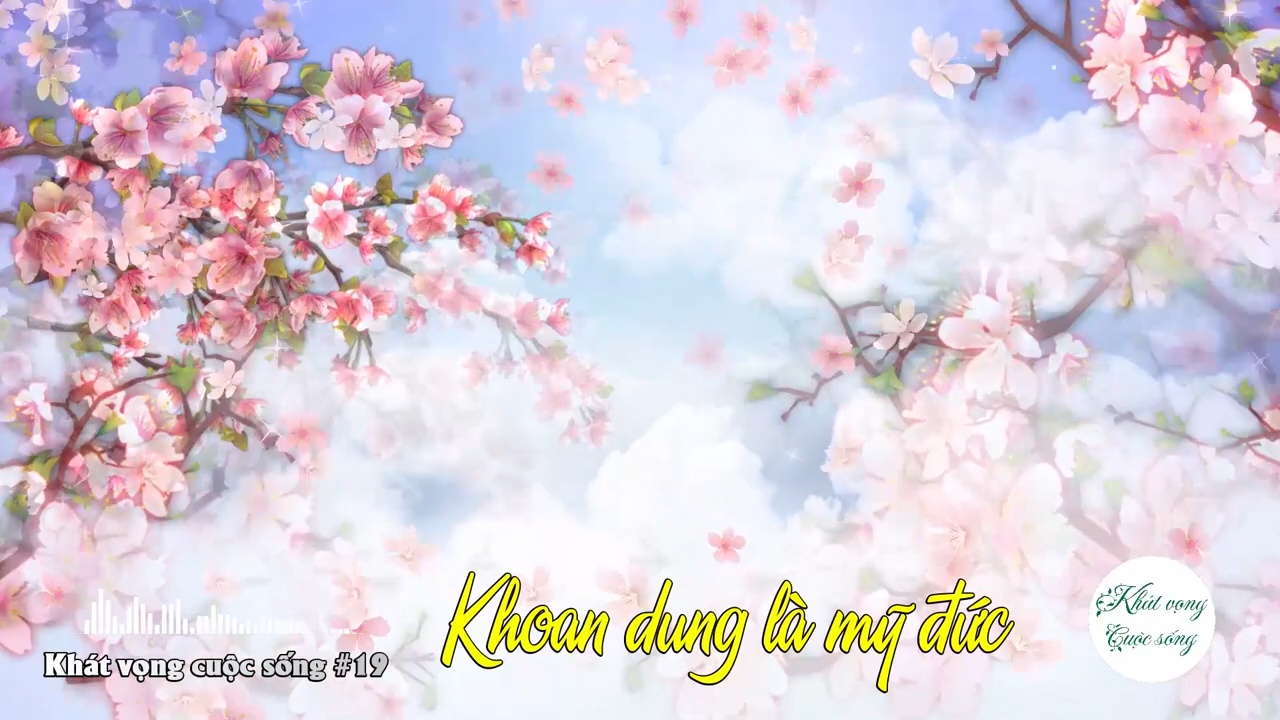 Khoan dung là mỹ đức
Khát vọng cuộc sống #19
Khát vọng
Cuộc sống